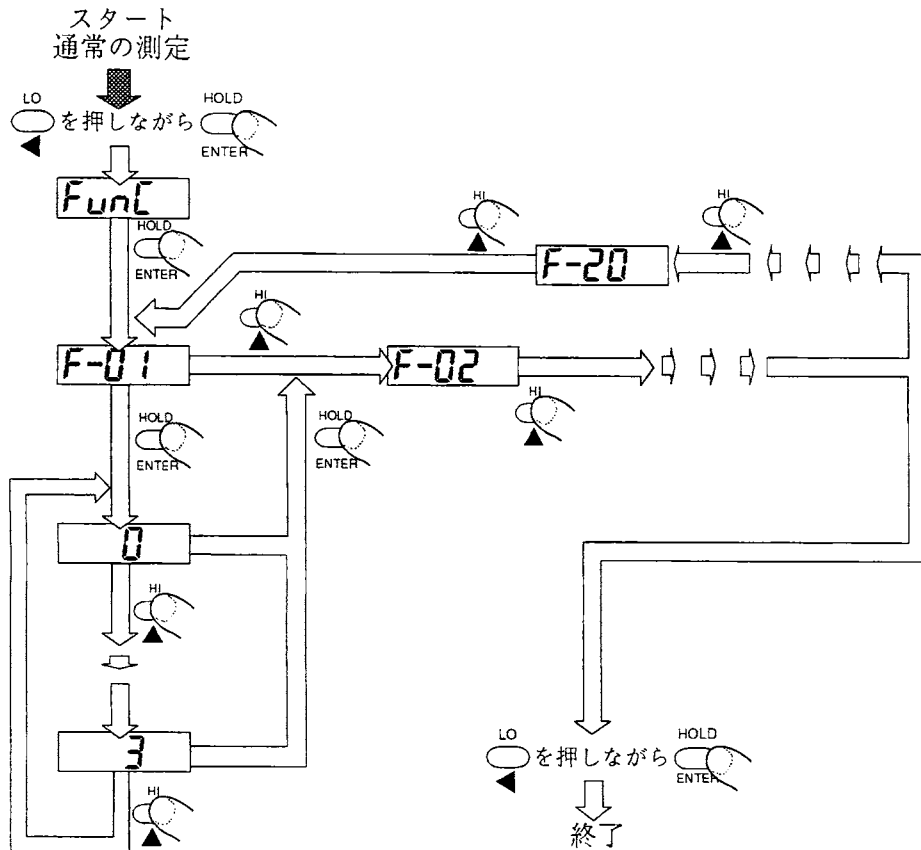 スタート
通常の測定
LO ◀ を押しながら HOLD ENTER
FunC
HOLD
ENTER
HI
▲
F-20
HI
▲
F-01
HI
▲
F-02
HI
▲
HOLD
ENTER
HOLD
ENTER
0
HI
▲
3
HI
▲
LO ◀ を押しながら HOLD ENTER
終了